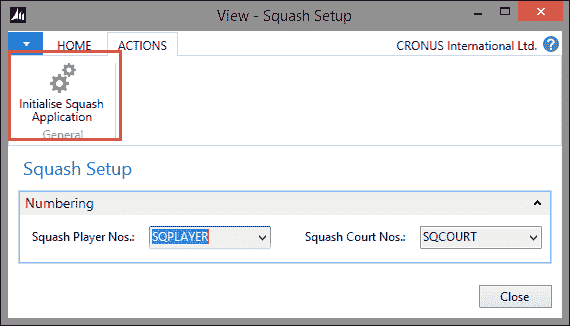 View - Squash Setup
HOME ACTIONS CRONUS International Ltd.
Initialise Squash
Application
General
Squash Setup
Numbering
Squash Player Nos.: SQPLAYER Squash Court Nos.: SQCOURT
Close